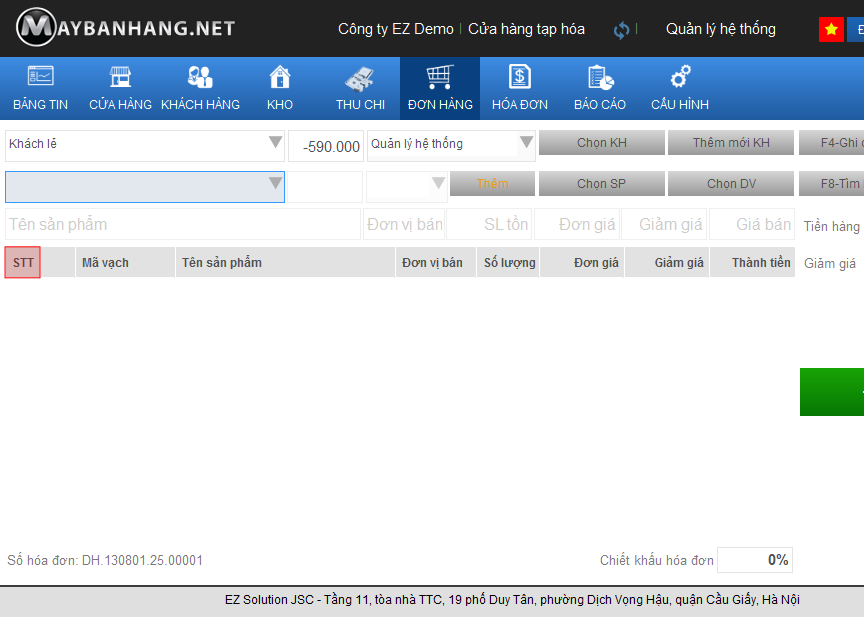 MAYBANHANG.NET
Công ty EZ Demo | Cửa hàng tạp hóa | Quản lý hệ thống
BẢNG TIN CỬA HÀNG KHÁCH HÀNG KHO THU CHI ĐƠN HÀNG HÓA ĐƠN BÁO CÁO CẤU HÌNH
Khách lẻ -590.000 Quản lý hệ thống Chọn KH Thêm mới KH F4-Ghi
Thêm Chọn SP Chọn DV F8-Tìm
Tên sản phẩm Đơn vị bán SL tồn Đơn giá Giảm giá Giá bán Tiền hàng
STT Mã vạch Tên sản phẩm Đơn vị bán Số lượng Đơn giá Giảm giá Thành tiền Giảm giá
Số hóa đơn: DH.130801.25.00001 Chiết khấu hóa đơn 0%
EZ Solution JSC - Tầng 11, tòa nhà TTC, 19 phố Duy Tân, phường Dịch Vọng Hậu, quận Cầu Giấy, Hà Nội